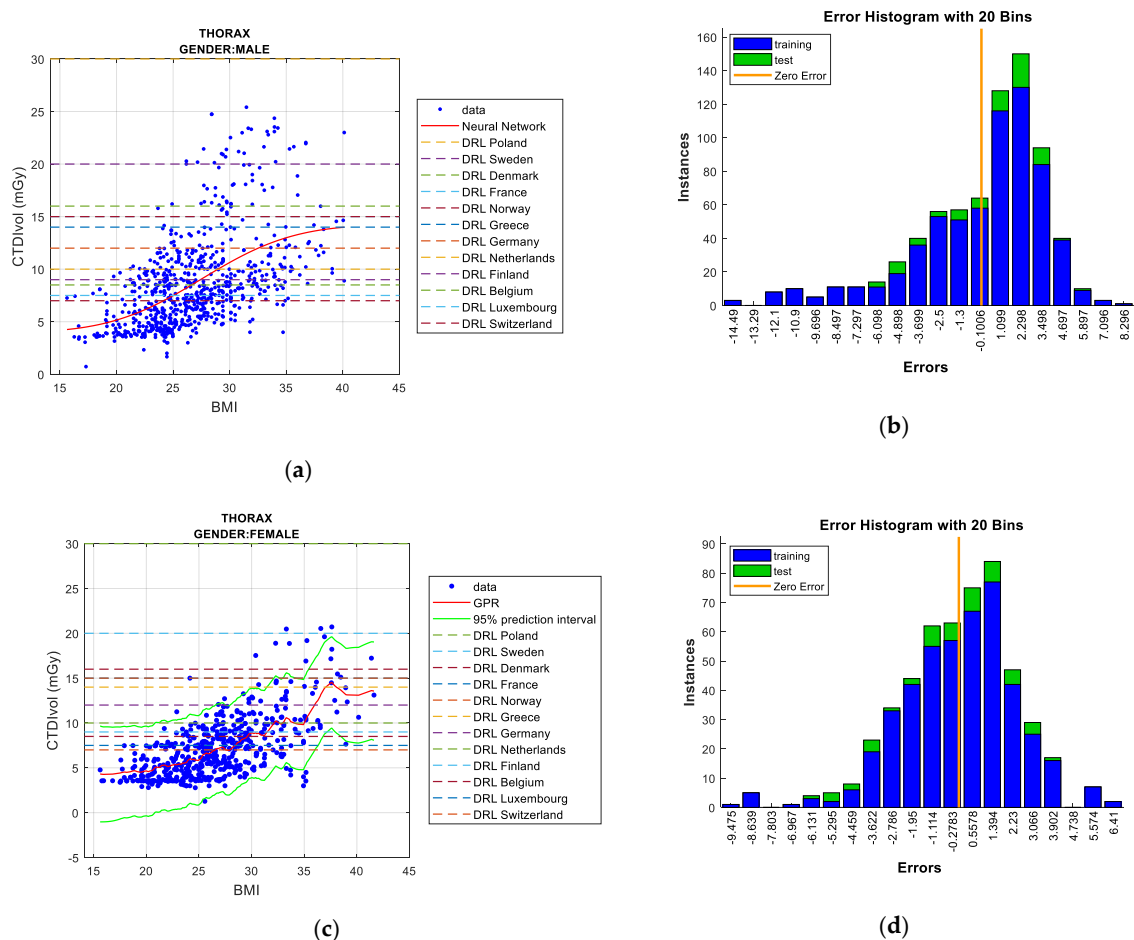 THORAX
GENDER:MALE
30
25
20
15
10
5
0
15 20 25 30 35 40 45
CTDIvol (mGy)
BMI
data
Neural Network
DRL Poland
DRL Sweden
DRL Denmark
DRL France
DRL Norway
DRL Greece
DRL Germany
DRL Netherlands
DRL Finland
DRL Belgium
DRL Luxembourg
DRL Switzerland
(a)
Error Histogram with 20 Bins
training
test
Zero Error
160
140
120
100
80
60
40
20
0
Instances
-14.49 -13.29 -12.1 -10.9 -9.696 -8.497 -7.297 -6.098 -4.898 -3.699 -2.5 -1.3 -0.1006 1.099 2.298 3.498 4.697 5.897 7.096 8.296
Errors
(b)
THORAX
GENDER:FEMALE
30
25
20
15
10
5
0
-5
15 20 25 30 35 40 45
CTDIvol (mGy)
BMI
data
GPR
95% prediction interval
DRL Poland
DRL Sweden
DRL Denmark
DRL France
DRL Norway
DRL Greece
DRL Germany
DRL Netherlands
DRL Finland
DRL Belgium
DRL Luxembourg
DRL Switzerland
(c)
Error Histogram with 20 Bins
training
test
Zero Error
90
80
70
60
50
40
30
20
10
0
Instances
-9.475 -8.639 -7.803 -6.967 -6.131 -5.295 -4.459 -3.622 -2.786 -1.95 -1.114 -0.2783 0.5578 1.394 2.23 3.066 3.902 4.738 5.574 6.41
Errors
(d)